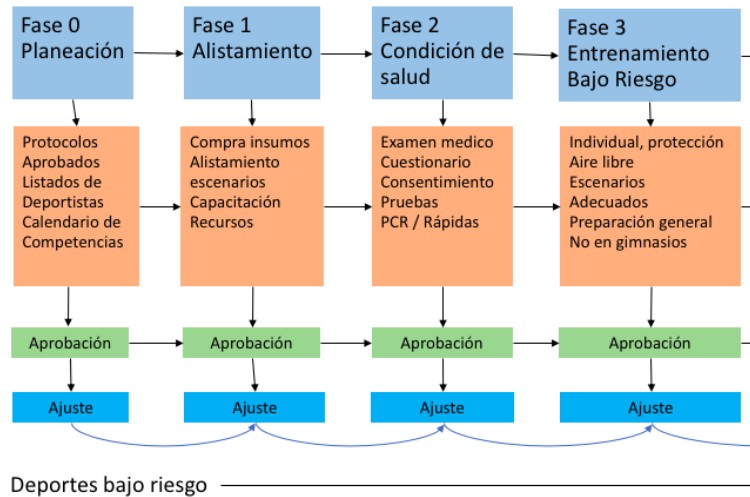 Fase 0
Planeación
Fase 1
Alistamiento
Fase 2
Condición de
salud
Fase 3
Entrenamiento
Bajo Riesgo
Protocolos
Aprobados
Listados de
Deportistas
Calendario de
Competencias
Compra insumos
Alistamiento
escenarios
Capacitación
Recursos
Examen medico
Cuestionario
Consentimiento
Pruebas
PCR / Rápidas
Individual, protección
Aire libre
Escenarios
Adecuados
Preparación general
No en gimnasios
Aprobación
Aprobación
Aprobación
Aprobación
Ajuste
Ajuste
Ajuste
Ajuste
Deportes bajo riesgo